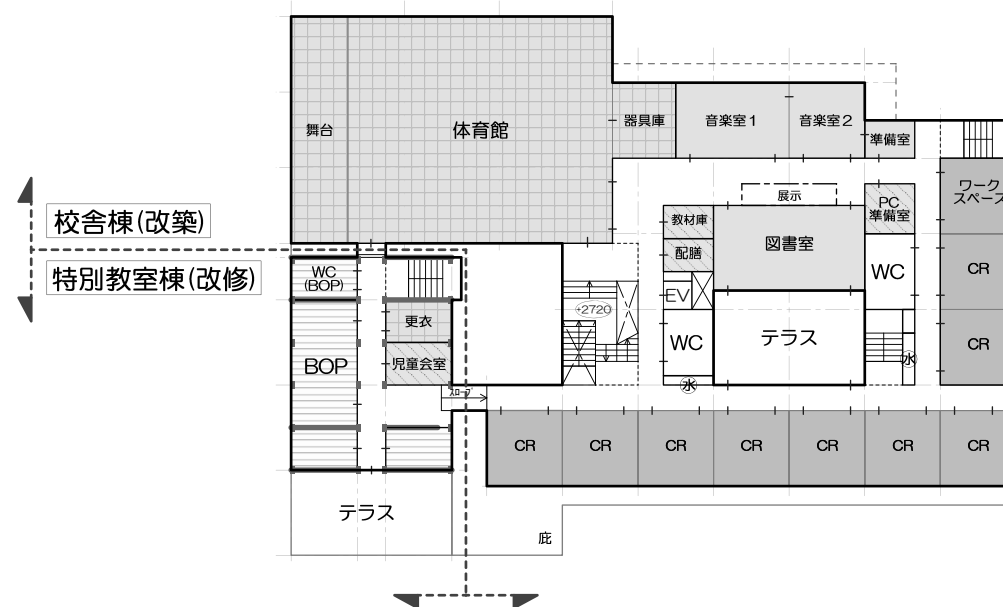 舞台
体育館
器具庫
音楽室1
音楽室2
準備室
ワーク
スペース
校舎棟(改築)
特別教室棟(改修)
展示
教材庫
PC
準備室
図書室
配膳
WC
(BOP)
WC
CR
EV
+2720
更衣
BOP
児童会室
WC
テラス
水
CR
水
スロープ
CR
CR
CR
CR
CR
CR
CR
テラス
庇